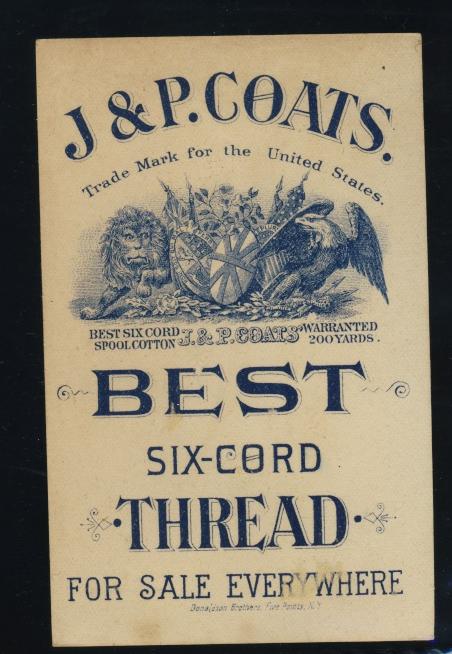 J & P. COATS.
Trade Mark for the United States.
BEST SIX CORD
SPOOL COTTON
J. & P. COATS'
WARRANTED
200 YARDS.
BEST
SIX-CORD
THREAD
FOR SALE EVERYWHERE
Donaldson Brothers, Five Points, N.Y.